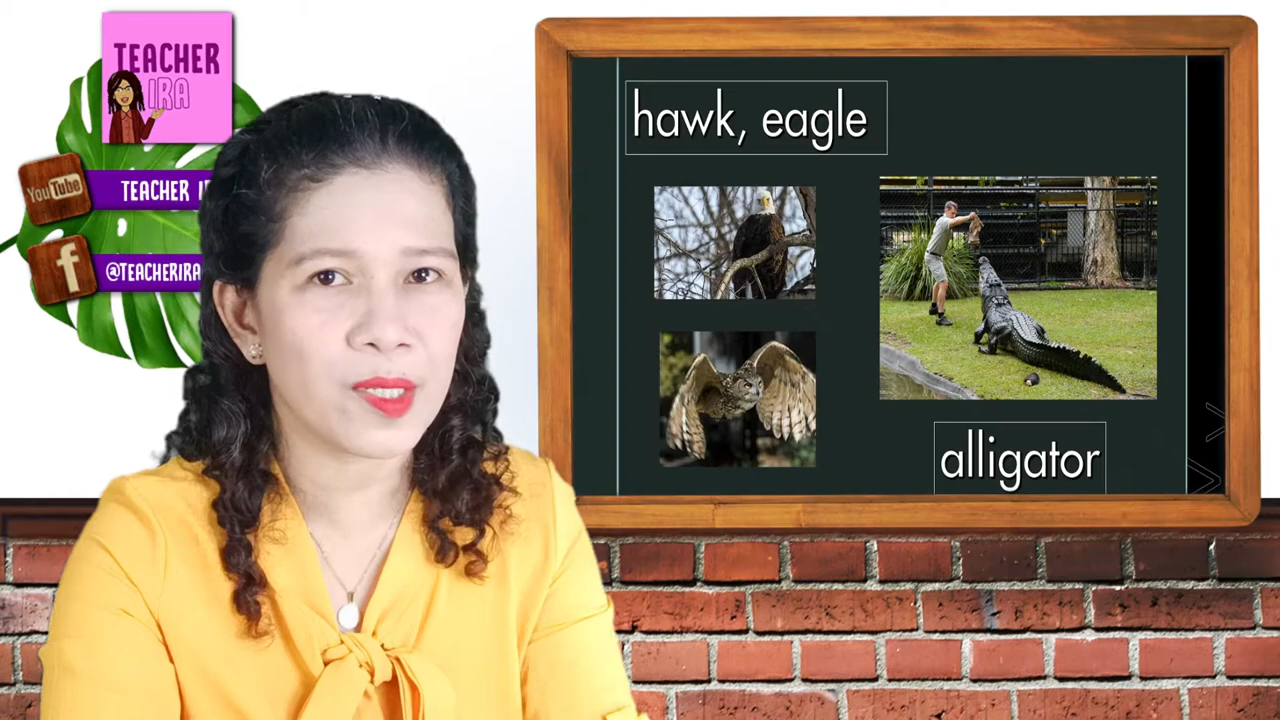 TEACHER
IRA
YouTube
TEACHER
f
@TEACHERIRA
hawk, eagle
alligator